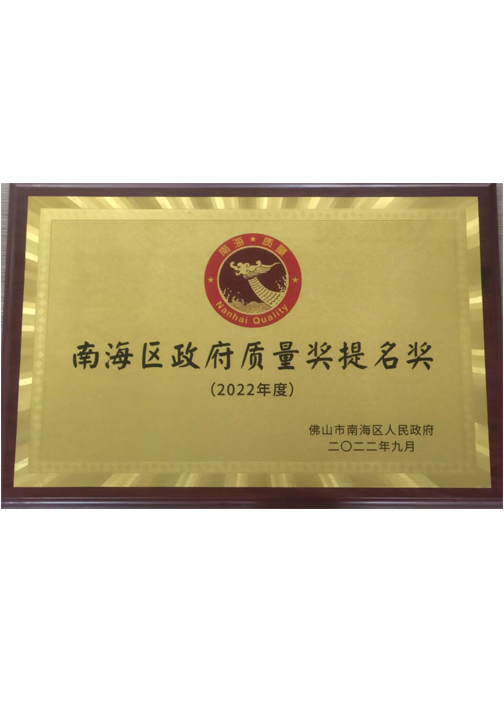 南海★质量
Nanhai Quality
南海区政府质量奖提名奖
(2022年度)
佛山市南海区人民政府
二〇二二年九月